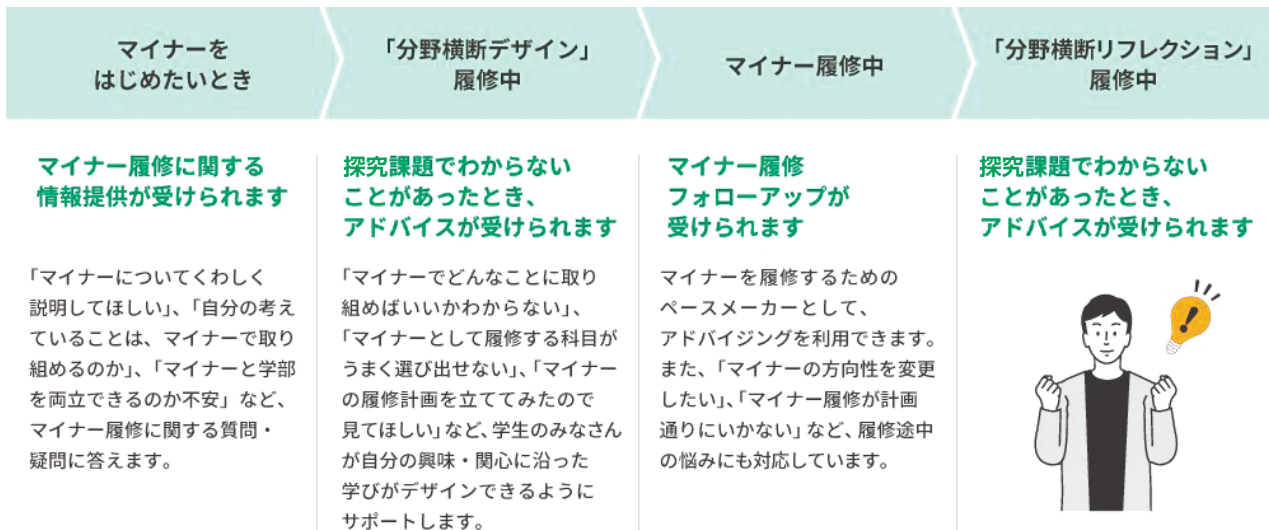 マイナーを
はじめたいとき
「分野横断デザイン」
履修中
マイナー履修中
「分野横断リフレクション」
履修中
マイナー履修に関する
情報提供が受けられます
「マイナーについてくわしく
説明してほしい」、「自分の考え
ていることは、マイナーで取り
組めるのか」、「マイナーと学部
を両立できるのか不安」など、
マイナー履修に関する質問・
疑問に答えます。
探究課題でわからない
ことがあったとき、
アドバイスが受けられます
「マイナーでどんなことに取り
組めばいいかわからない」、
「マイナーとして履修する科目が
うまく選び出せない」、「マイナー
の履修計画を立ててみたので
見てほしい」など、学生のみなさん
が自分の興味・関心に沿った
学びがデザインできるように
サポートします。
マイナー履修
フォローアップが
受けられます
マイナーを履修するための
ペースメーカーとして、
アドバイジングを利用できます。
また、「マイナーの方向性を変更
したい」、「マイナー履修が計画
通りにいかない」など、履修途中
の悩みにも対応しています。
探究課題でわからない
ことがあったとき、
アドバイスが受けられます